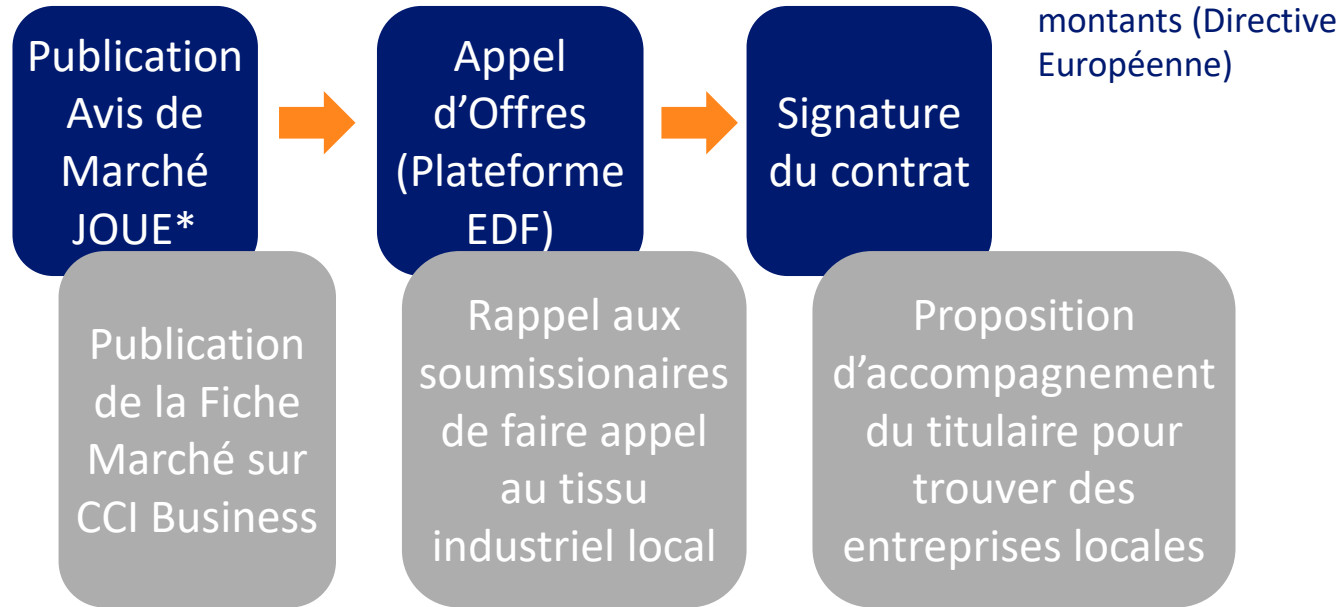 Publication
Avis de
Marché
JOUE*
Appel
d’Offres
(Plateforme
EDF)
Signature
du contrat
montants (Directive
Européenne)
Publication
de la Fiche
Marché sur
CCI Business
Rappel aux
soumissionaires
de faire appel
au tissu
industriel local
Proposition
d’accompagnement
du titulaire pour
trouver des
entreprises locales